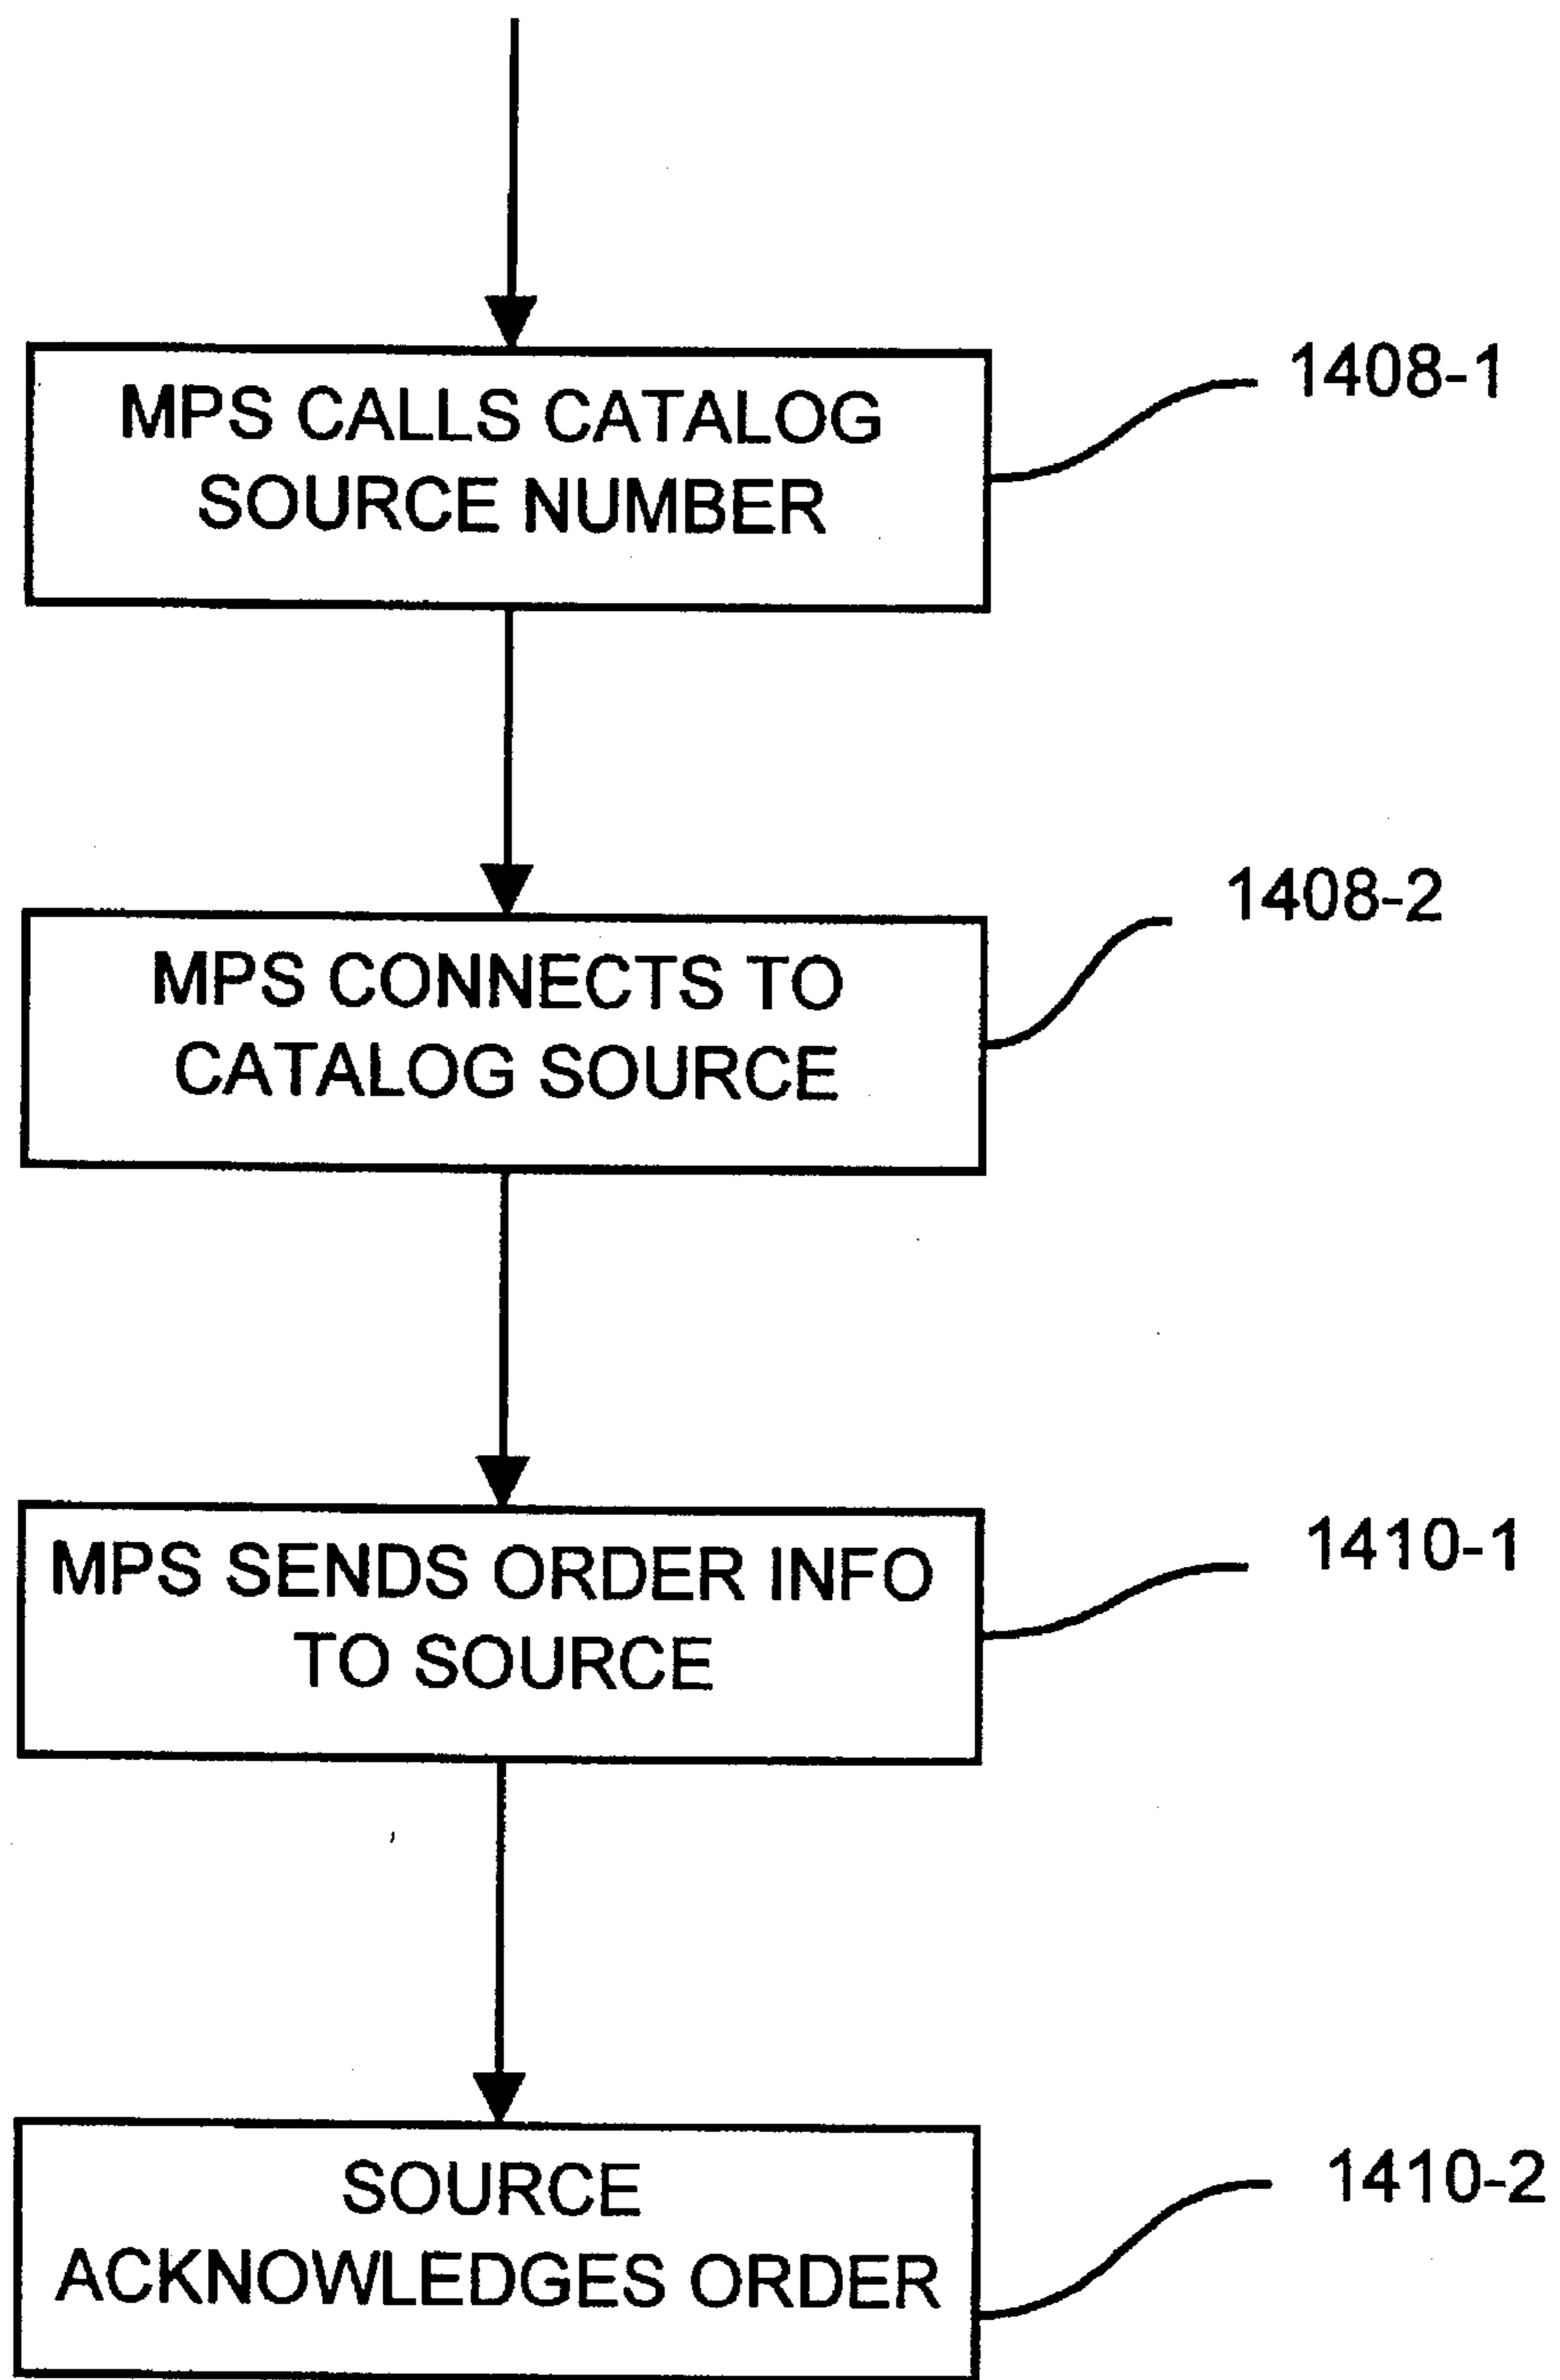 MPS CALLS CATALOG
SOURCE NUMBER
1408-1
MPS CONNECTS TO
CATALOG SOURCE
1408-2
MPS SENDS ORDER INFO
TO SOURCE
1410-1
SOURCE
ACKNOWLEDGES ORDER
1410-2